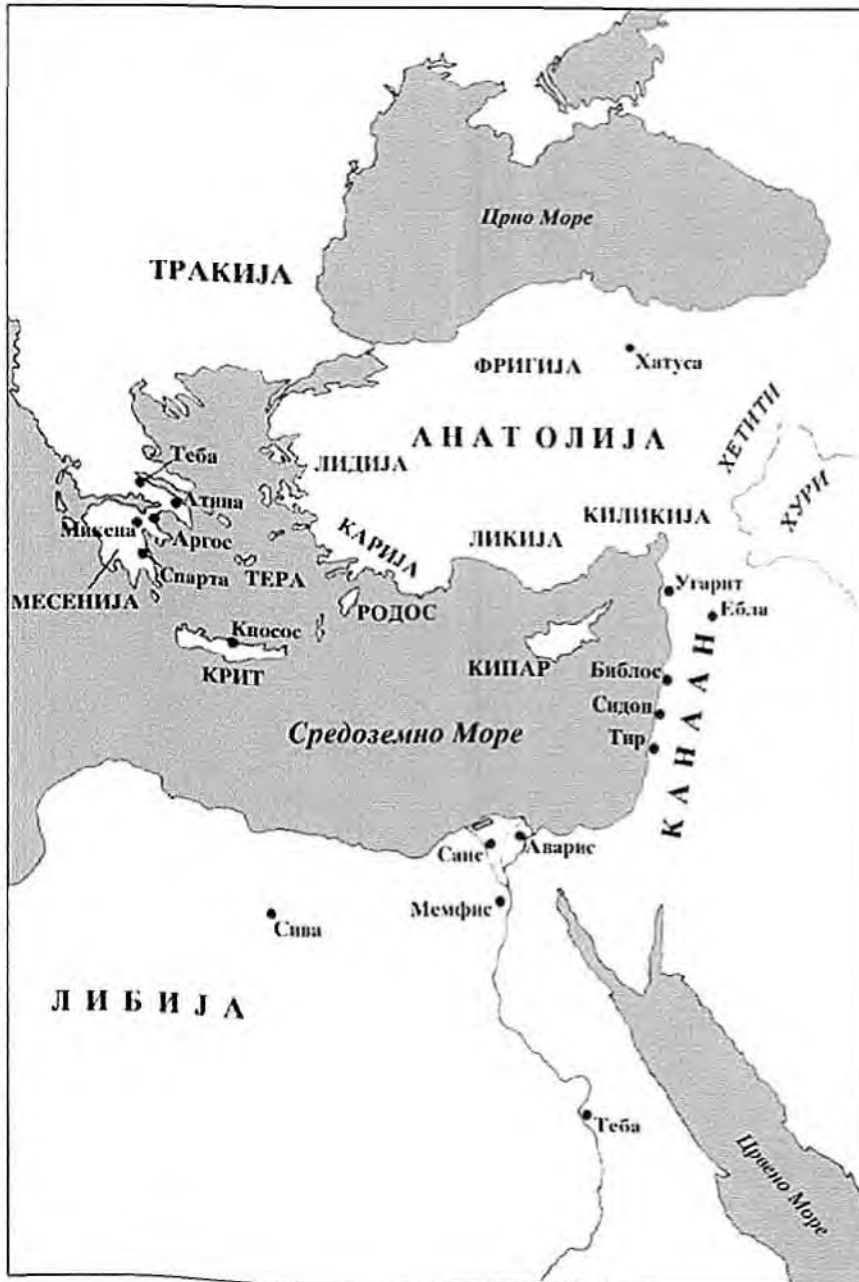 Црно Море
ТРАКИЈА
ФРИГИЈА
Хатуса
АНАТОЛИЈА
ХЕТИТИ
ХУРИ
Теба
ЛИДИЈА
Атина
Микена
Аргос
КАРИЈА
ЛИКИЈА
КИЛИКИЈА
Спарта
ТЕРА
МЕСЕНИЈА
РОДОС
Угарит
Ебла
Кносос
КРИТ
КИПАР
Библос
Сидон
Тир
КАНААН
Средоземно Море
Саис
Аварис
Мемфис
Сива
ЛИБИЈА
Теба
Црвено Море